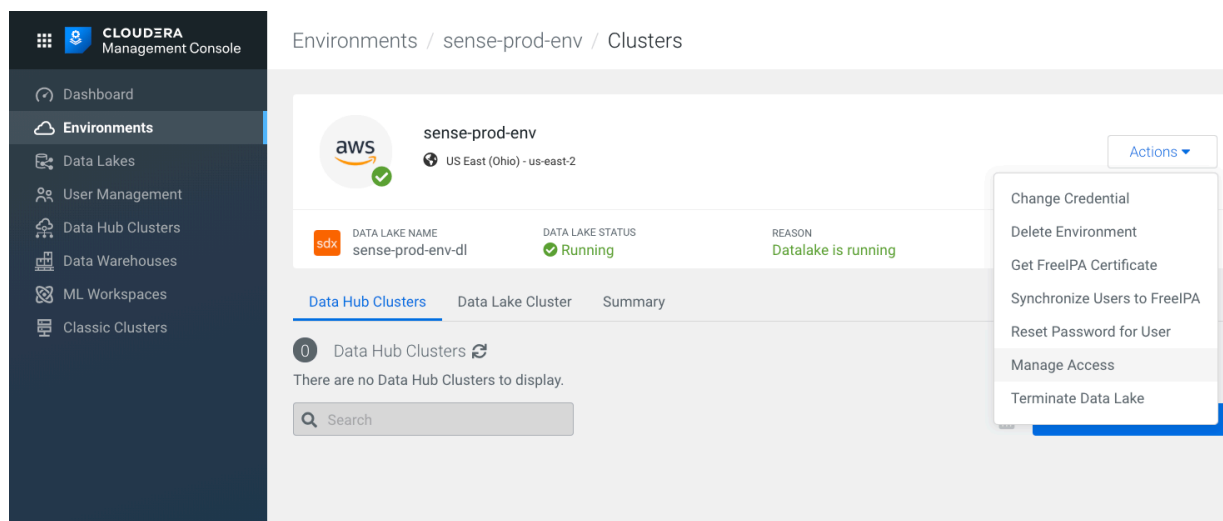 CLOUDERA
Management Console
Environments / sense-prod-env / Clusters
Dashboard
Environments
Data Lakes
User Management
Data Hub Clusters
Data Warehouses
ML Workspaces
Classic Clusters
aws
sense-prod-env
US East (Ohio) - us-east-2
Actions
Change Credential
Delete Environment
Get FreeIPA Certificate
Synchronize Users to FreeIPA
Reset Password for User
Manage Access
Terminate Data Lake
sdx
DATA LAKE NAME
sense-prod-env-dl
DATA LAKE STATUS
Running
REASON
Datalake is running
Data Hub Clusters Data Lake Cluster Summary
0 Data Hub Clusters
There are no Data Hub Clusters to display.
Search